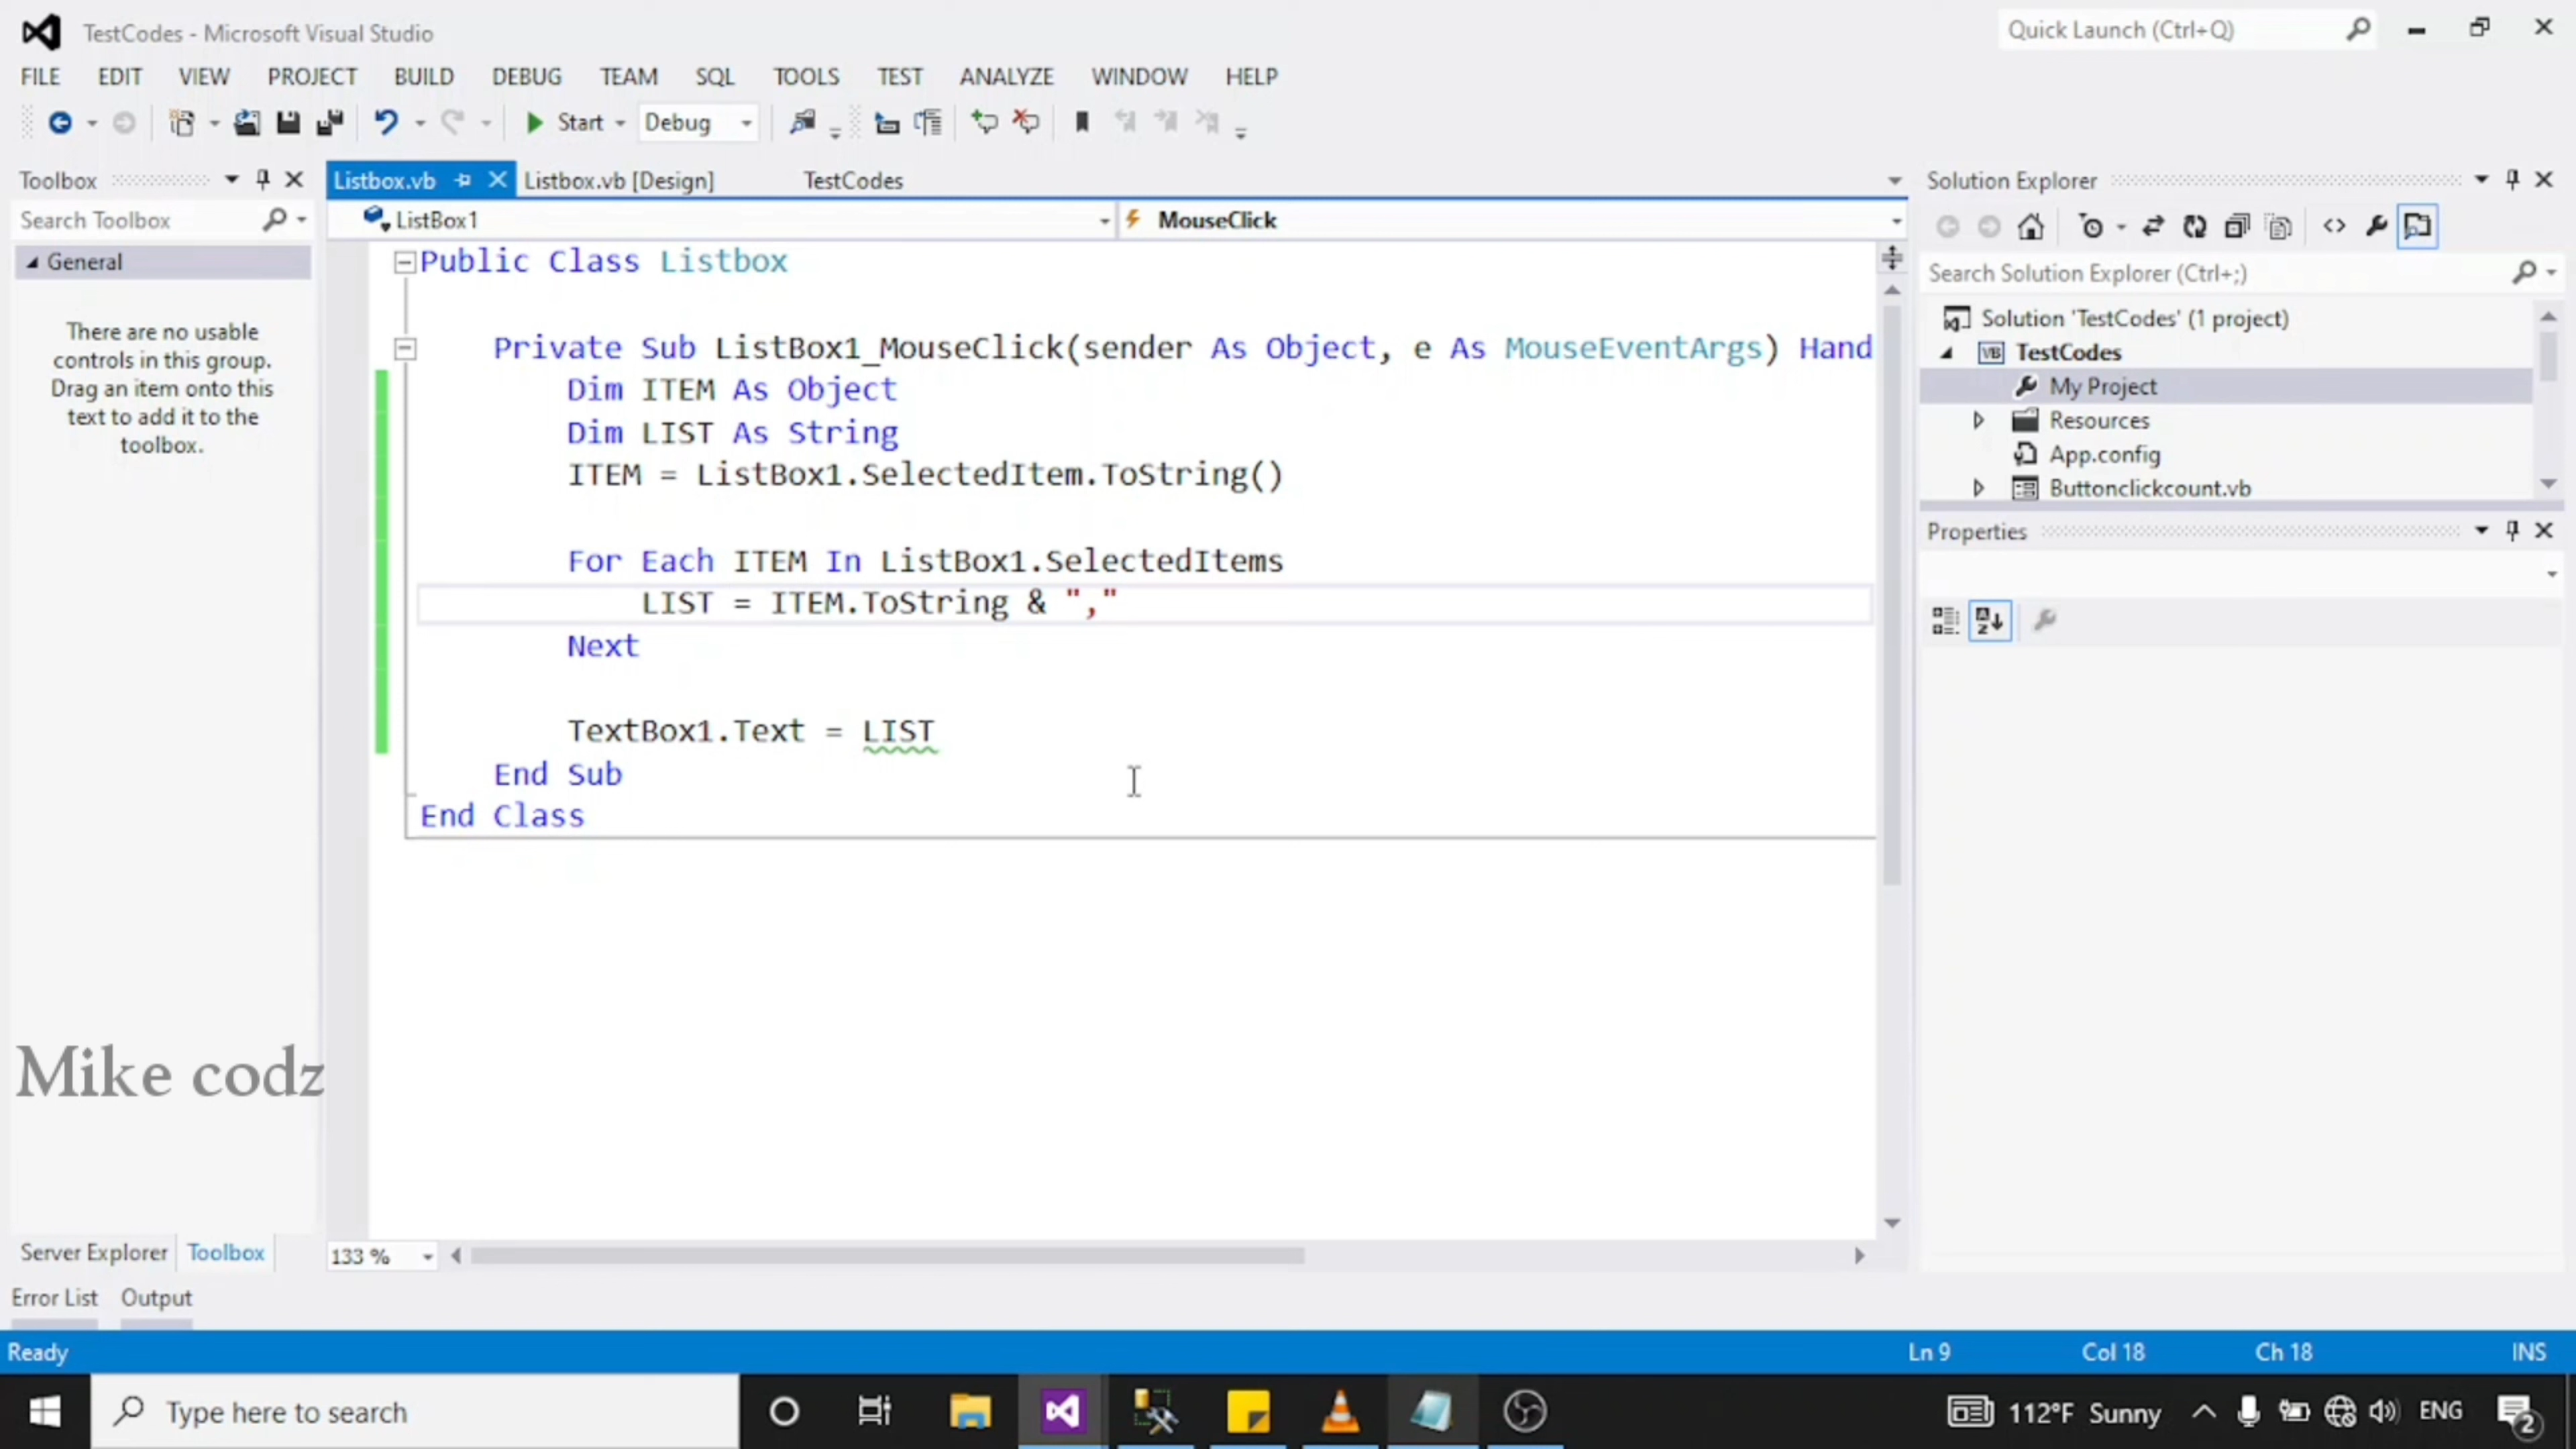 TestCodes - Microsoft Visual Studio
Quick Launch (Ctrl+Q)
FILE EDIT VIEW PROJECT BUILD DEBUG TEAM SQL TOOLS TEST ANALYZE WINDOW HELP
Start Debug
Toolbox
Listbox.vb
Listbox.vb [Design]
TestCodes
Solution Explorer
Search Toolbox
ListBox1
MouseClick
General
There are no usable
controls in this group.
Drag an item onto this
text to add it to the
toolbox.
Public Class Listbox
Private Sub ListBox1_MouseClick(sender As Object, e As MouseEventArgs) Hand
Dim ITEM As Object
Dim LIST As String
ITEM = ListBox1.SelectedItem.ToString()
For Each ITEM In ListBox1.SelectedItems
LIST = ITEM.ToString & ","
Next
TextBox1.Text = LIST
End Sub
End Class
Search Solution Explorer (Ctrl+;)
Solution 'TestCodes' (1 project)
VB TestCodes
My Project
Resources
App.config
Buttonclickcount.vb
Properties
Mike codz
Server Explorer Toolbox
133 %
Error List Output
Ready
Ln 9 Col 18 Ch 18 INS
Type here to search
112°F Sunny
ENG
2